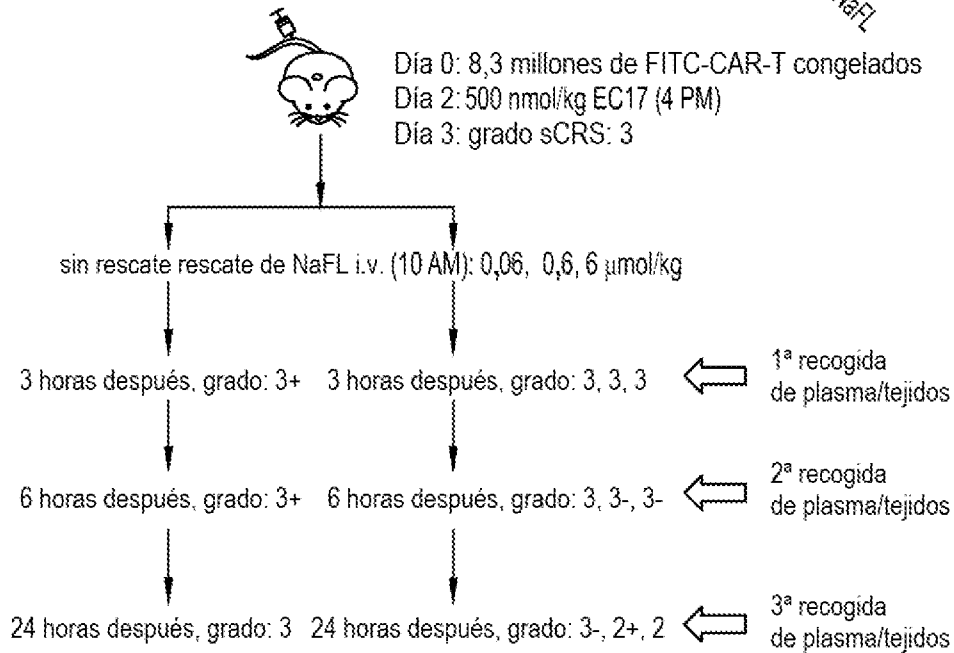 NaFL
Día 0: 8,3 millones de FITC-CAR-T congelados
Día 2: 500 nmol/kg EC17 (4 PM)
Día 3: grado sCRS: 3
sin rescate rescate de NaFL i.v. (10 AM): 0,06, 0,6, 6 µmol/kg
3 horas después, grado: 3+ 3 horas después, grado: 3, 3, 3
1ª recogida
de plasma/tejidos
6 horas después, grado: 3+ 6 horas después, grado: 3, 3-, 3-
2ª recogida
de plasma/tejidos
24 horas después, grado: 3 24 horas después, grado: 3-, 2+, 2
3ª recogida
de plasma/tejidos